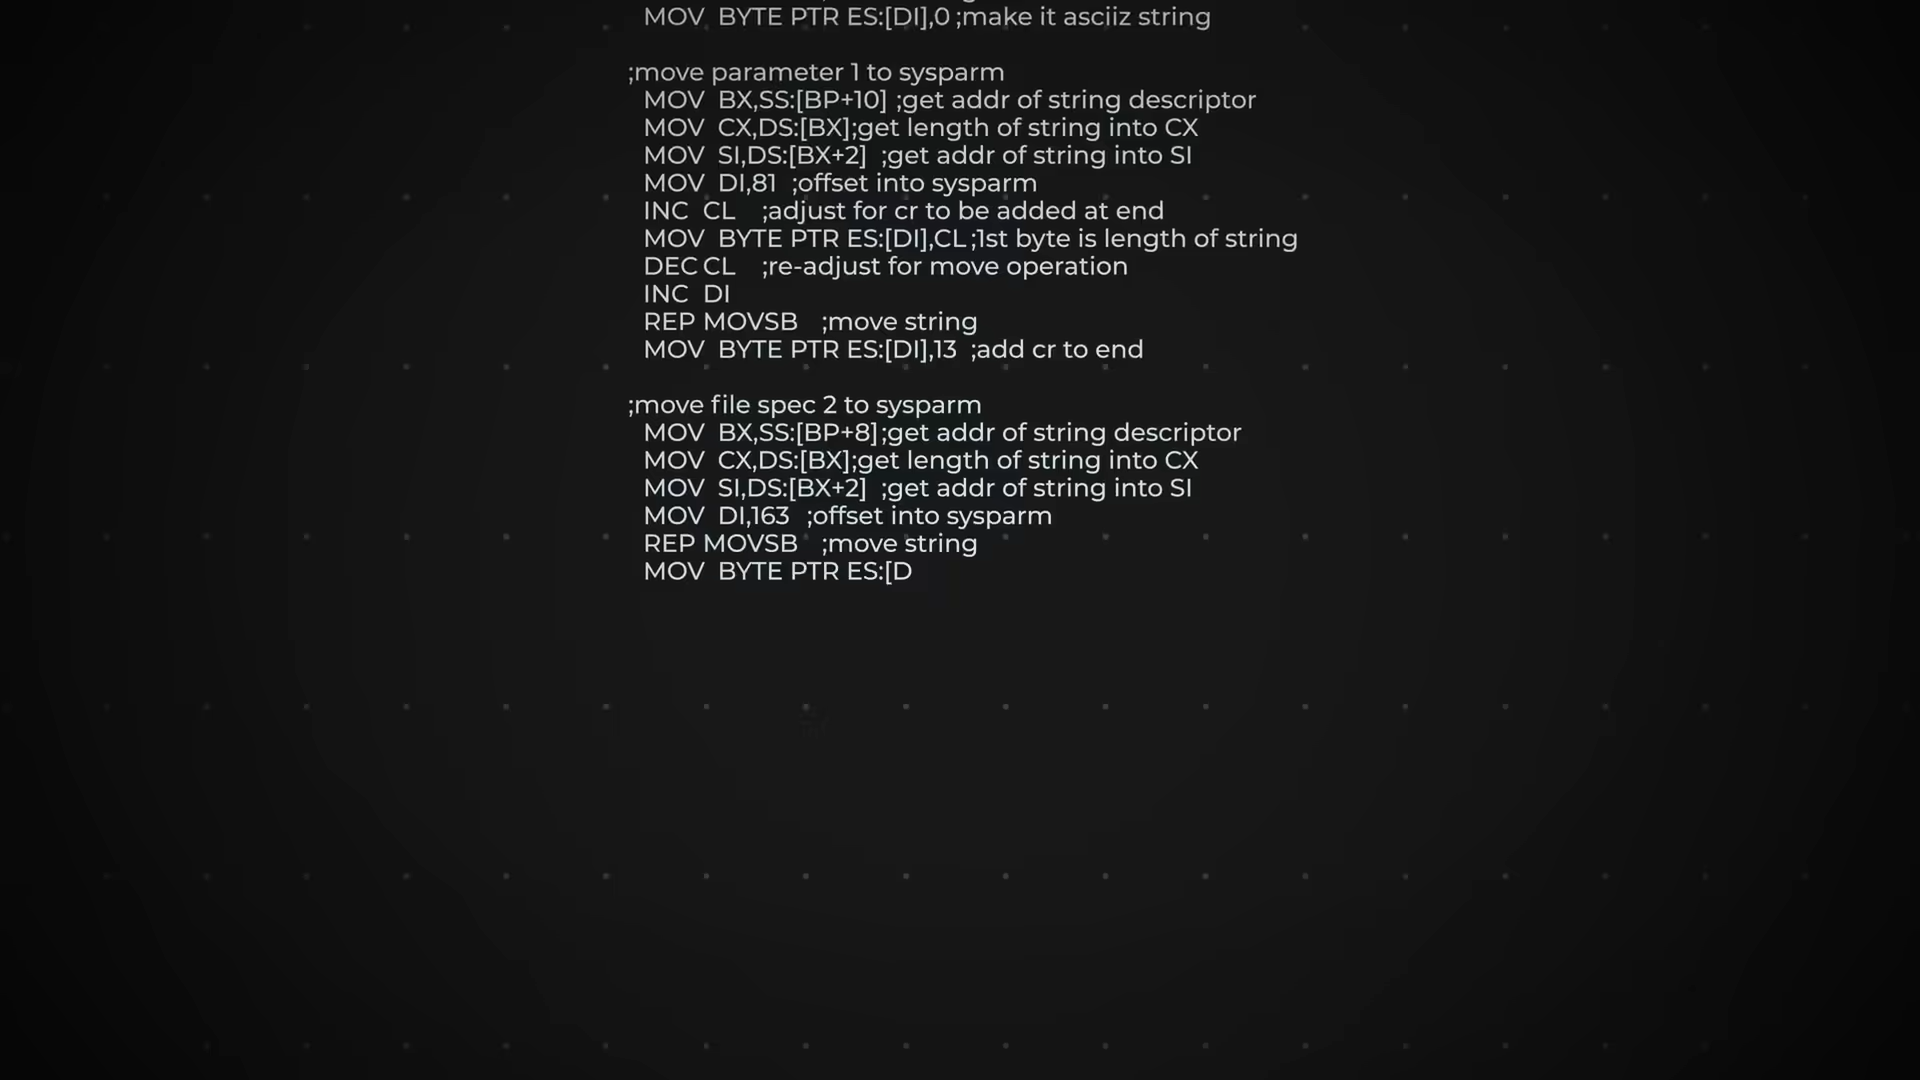 MOV BYTE PTR ES:[DI],0 ;make it asciiz string
;move parameter 1 to sysparm
MOV BX,SS:[BP+10] ;get addr of string descriptor
MOV CX,DS:[BX];get length of string into CX
MOV SI,DS:[BX+2] ;get addr of string into SI
MOV DI,81 ;offset into sysparm
INC CL ;adjust for cr to be added at end
MOV BYTE PTR ES:[DI],CL ;1st byte is length of string
DEC CL ;re-adjust for move operation
INC DI
REP MOVSB ;move string
MOV BYTE PTR ES:[DI],13 ;add cr to end
;move file spec 2 to sysparm
MOV BX,SS:[BP+8];get addr of string descriptor
MOV CX,DS:[BX];get length of string into CX
MOV SI,DS:[BX+2] ;get addr of string into SI
MOV DI,163 ;offset into sysparm
REP MOVSB ;move string
MOV BYTE PTR ES:[D